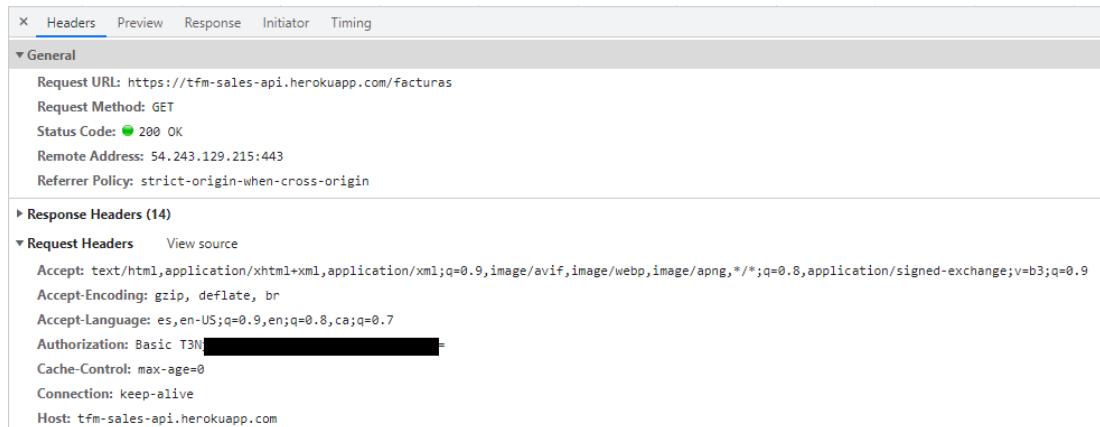 × Headers Preview Response Initiator Timing
▼ General
Request URL: https://tfm-sales-api.herokuapp.com/facturas
Request Method: GET
Status Code: 200 OK
Remote Address: 54.243.129.215:443
Referrer Policy: strict-origin-when-cross-origin
▶ Response Headers (14)
▼ Request Headers View source
Accept: text/html,application/xhtml+xml,application/xml;q=0.9,image/avif,image/webp,image/apng,*/*;q=0.8,application/signed-exchange;v=b3;q=0.9
Accept-Encoding: gzip, deflate, br
Accept-Language: es,en-US;q=0.9,en;q=0.8,ca;q=0.7
Authorization: Basic T3N =
Cache-Control: max-age=0
Connection: keep-alive
Host: tfm-sales-api.herokuapp.com